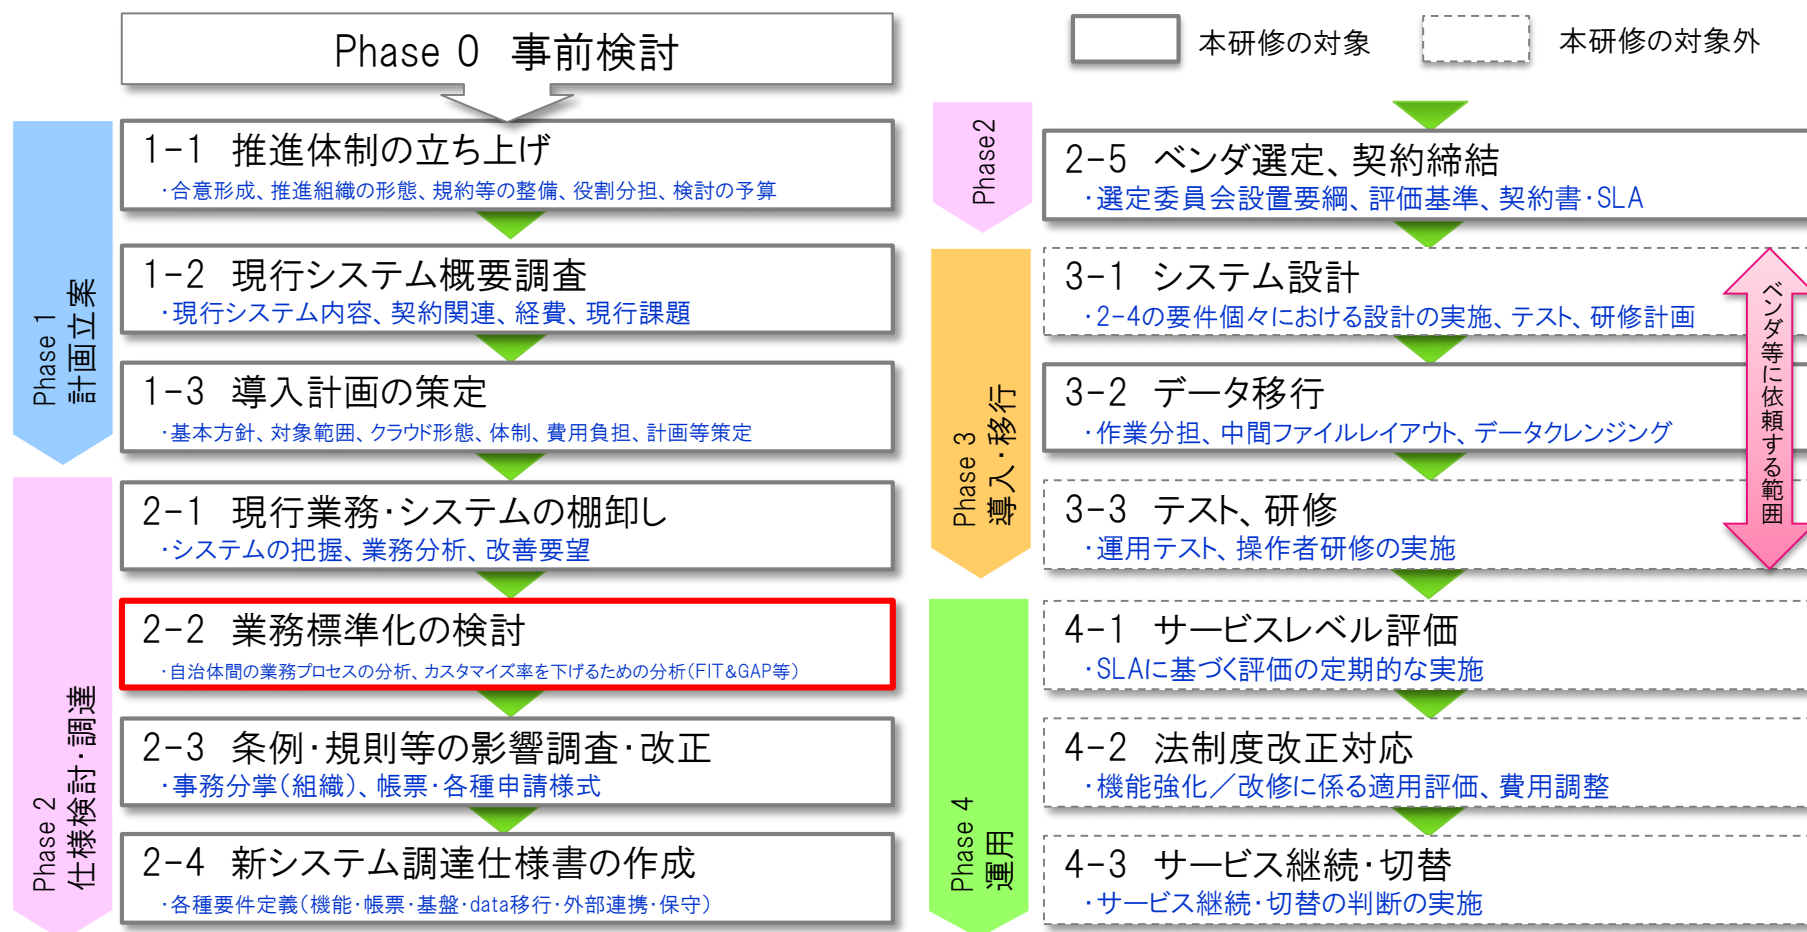 Phase 0 事前検討
Phase 1
計画立案
1-1 推進体制の立ち上げ
・合意形成、推進組織の形態、規約等の整備、役割分担、検討の予算
1-2 現行システム概要調査
・現行システム内容、契約関連、経費、現行課題
1-3 導入計画の策定
・基本方針、対象範囲、クラウド形態、体制、費用負担、計画等策定
Phase 2
仕様検討・調達
2-1 現行業務・システムの棚卸し
・システムの把握、業務分析、改善要望
2-2 業務標準化の検討
・自治体間の業務プロセスの分析、カスタマイズ率を下げるための分析(FIT&GAP等)
2-3 条例・規則等の影響調査・改正
・事務分掌(組織)、帳票・各種申請様式
2-4 新システム調達仕様書の作成
・各種要件定義(機能・帳票・基盤・data移行・外部連携・保守)
本研修の対象
本研修の対象外
Phase2
2-5 ベンダ選定、契約締結
・選定委員会設置要綱、評価基準、契約書・SLA
Phase 3
導入・移行
3-1 システム設計
・2-4の要件個々における設計の実施、テスト、研修計画
3-2 データ移行
・作業分担、中間ファイルレイアウト、データクレンジング
3-3 テスト、研修
・運用テスト、操作者研修の実施
ベンダ等に依頼する範囲
Phase 4
運用
4-1 サービスレベル評価
・SLAに基づく評価の定期的な実施
4-2 法制度改正対応
・機能強化／改修に係る適用評価、費用調整
4-3 サービス継続・切替
・サービス継続・切替の判断の実施